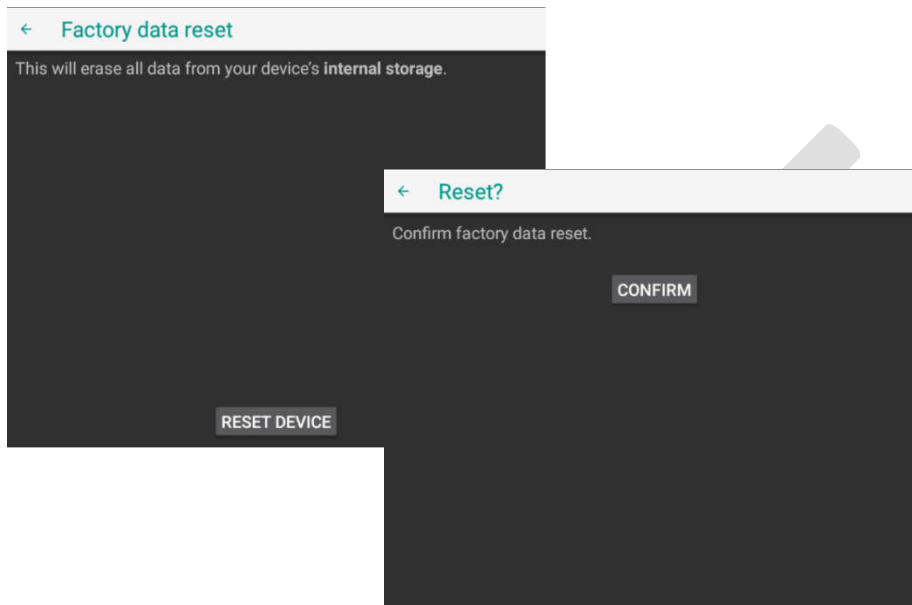 ← Factory data reset
This will erase all data from your device's internal storage.
RESET DEVICE
← Reset?
Confirm factory data reset.
CONFIRM